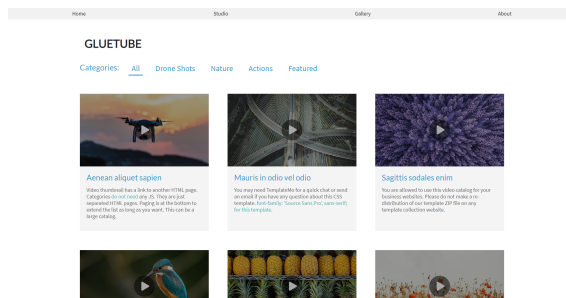 Home Studio Gallery About
GLUETUBE
Categories: All Drone Shots Nature Actions Featured
Aenean aliquet sapien
Video thumbnail has a link to another HTML page.
Categories do not need any JS. They are just
separated HTML pages. Paging is at the bottom to
extend the list as long as you want. This can be a
large catalog.
Mauris in odio vel odio
You may need TemplateMo for a quick chat or send
an email if you have any question about this CSS
template. font-family: 'Source Sans Pro', sans-serif;
for this template.
Sagittis sodales enim
You are allowed to use this video catalog for your
business websites. Please do not make a re-
distribution of our template ZIP file on any
template collection website.